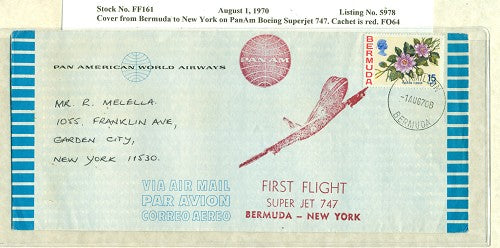 Stock No. FF161 August 1, 1970 Listing No. 5978
Cover from Bermuda to New York on PanAm Boeing Superjet 747. Cachet is red. FO64
PAN AMERICAN WORLD AIRWAYS
PAN AM
BERMUDA
15
-1AUG70B
BERMUDA
MR. R. MELELLA.
1055. FRANKLIN AVE,
GARDEN CITY,
NEW YORK 11530.
VIA AIR MAIL
PAR AVION
CORREO AEREO
FIRST FLIGHT
SUPER JET 747
BERMUDA – NEW YORK